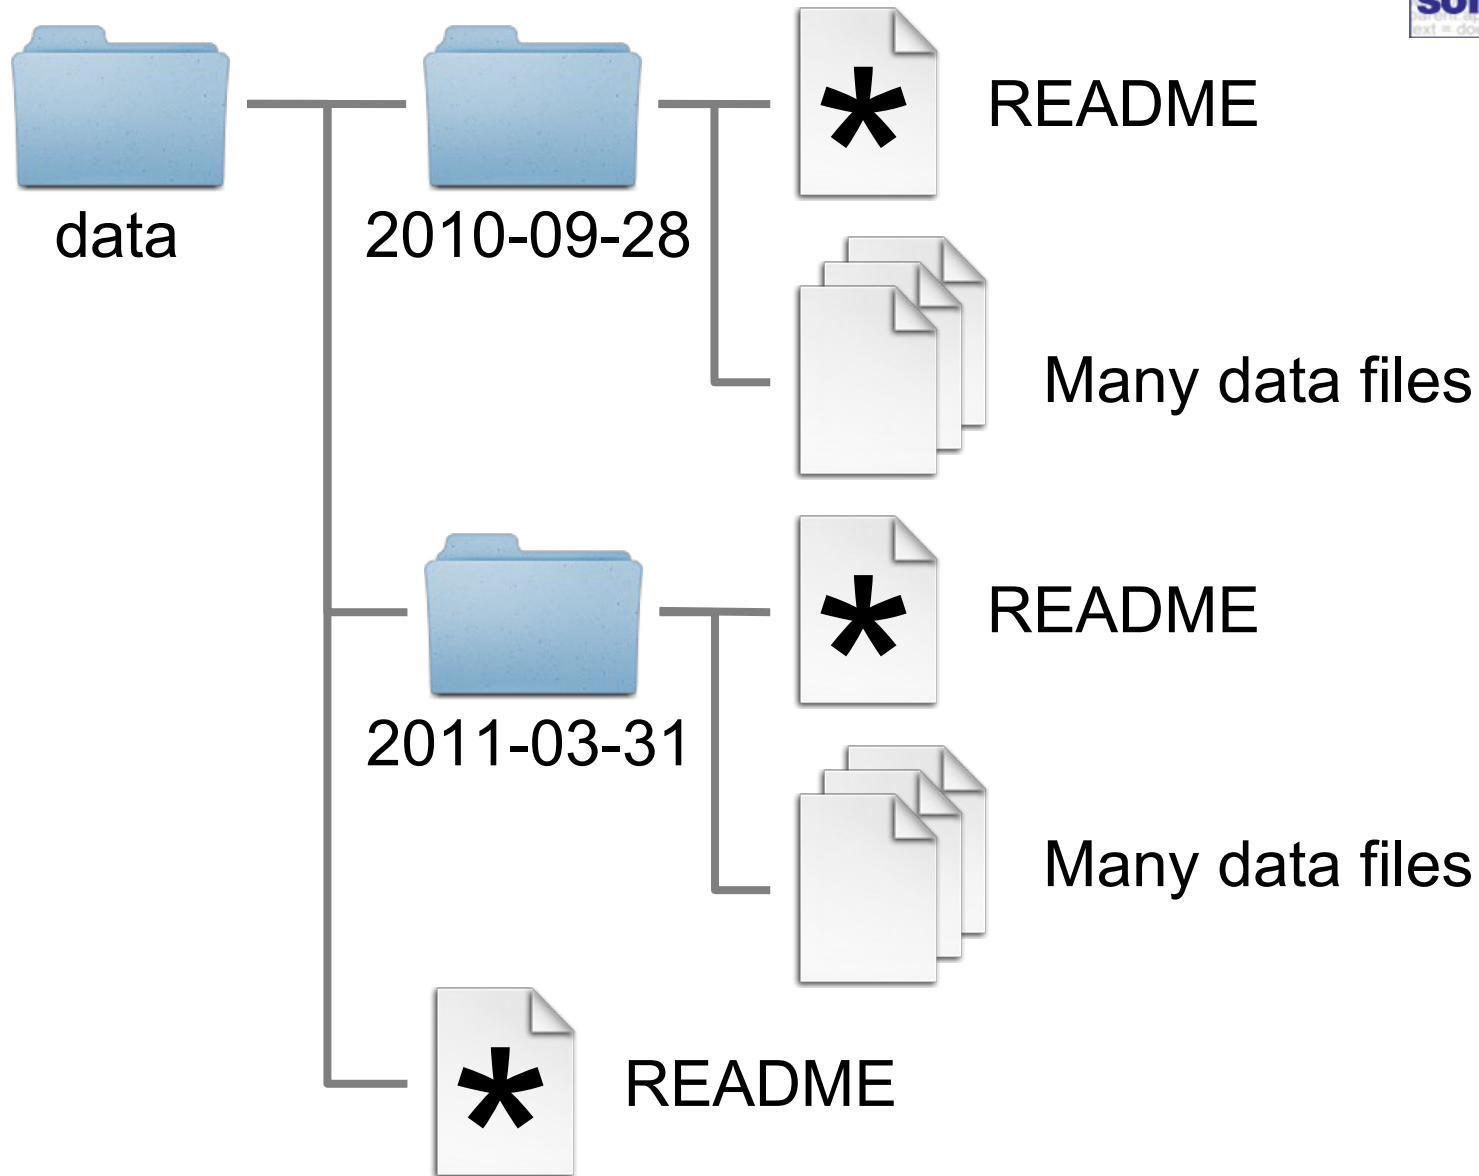 README
data
2010-09-28
Many data files
README
2011-03-31
Many data files
README